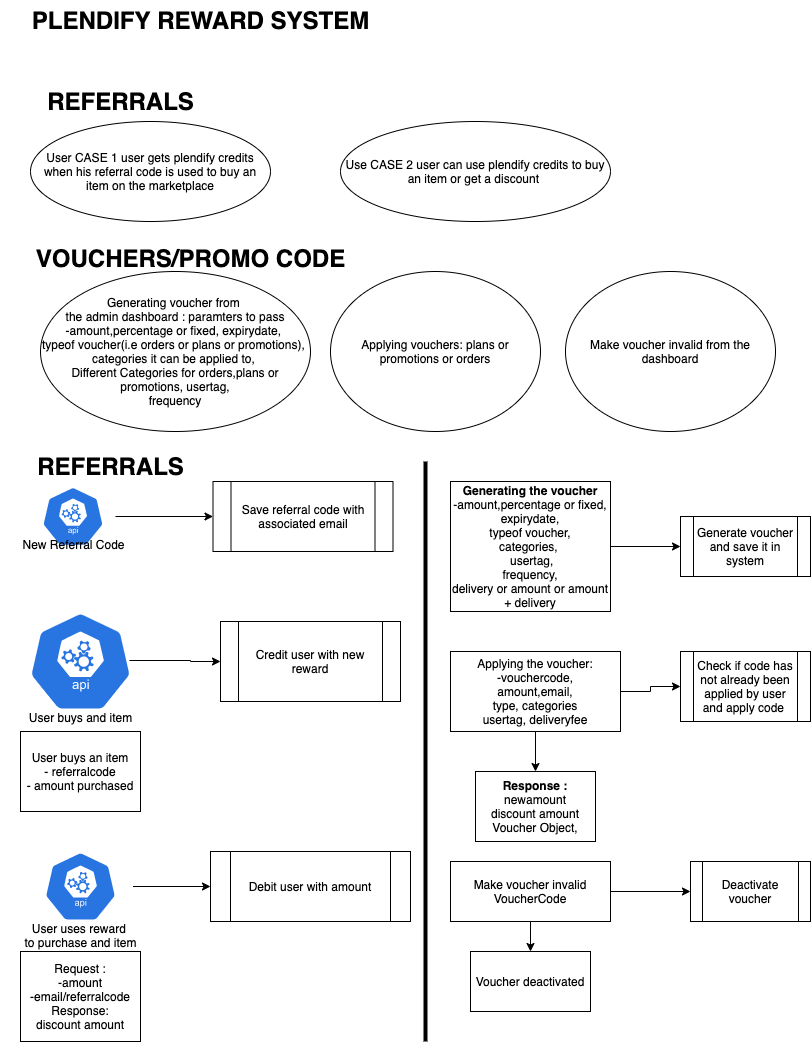 PLENDIFY REWARD SYSTEM
REFERRALS
User CASE 1 user gets plendify credits
when his referral code is used to buy an
item on the marketplace
Use CASE 2 user can use plendify credits to buy
an item or get a discount
VOUCHERS/PROMO CODE
Generating voucher from
the admin dashboard : paramters to pass
-amount,percentage or fixed, expirydate,
typeof voucher(i.e orders or plans or promotions),
categories it can be applied to,
Different Categories for orders,plans or
promotions, usertag,
frequency
Applying vouchers: plans or
promotions or orders
Make voucher invalid from the
dashboard
REFERRALS
api
New Referral Code
Save referral code with
associated email
api
User buys and item
Credit user with new
reward
User buys an item
- referralcode
- amount purchased
api
User uses reward
to purchase and item
Debit user with amount
Request :
-amount
-email/referralcode
Response:
discount amount
Generating the voucher
-amount,percentage or fixed,
expirydate,
typeof voucher,
categories,
usertag,
frequency,
delivery or amount or amount
+ delivery
Generate voucher
and save it in
system
Applying the voucher:
-vouchercode,
amount,email,
type, categories
usertag, deliveryfee
Check if code has
not already been
applied by user
and apply code
Response :
newamount
discount amount
Voucher Object,
Make voucher invalid
VoucherCode
Deactivate
voucher
Voucher deactivated